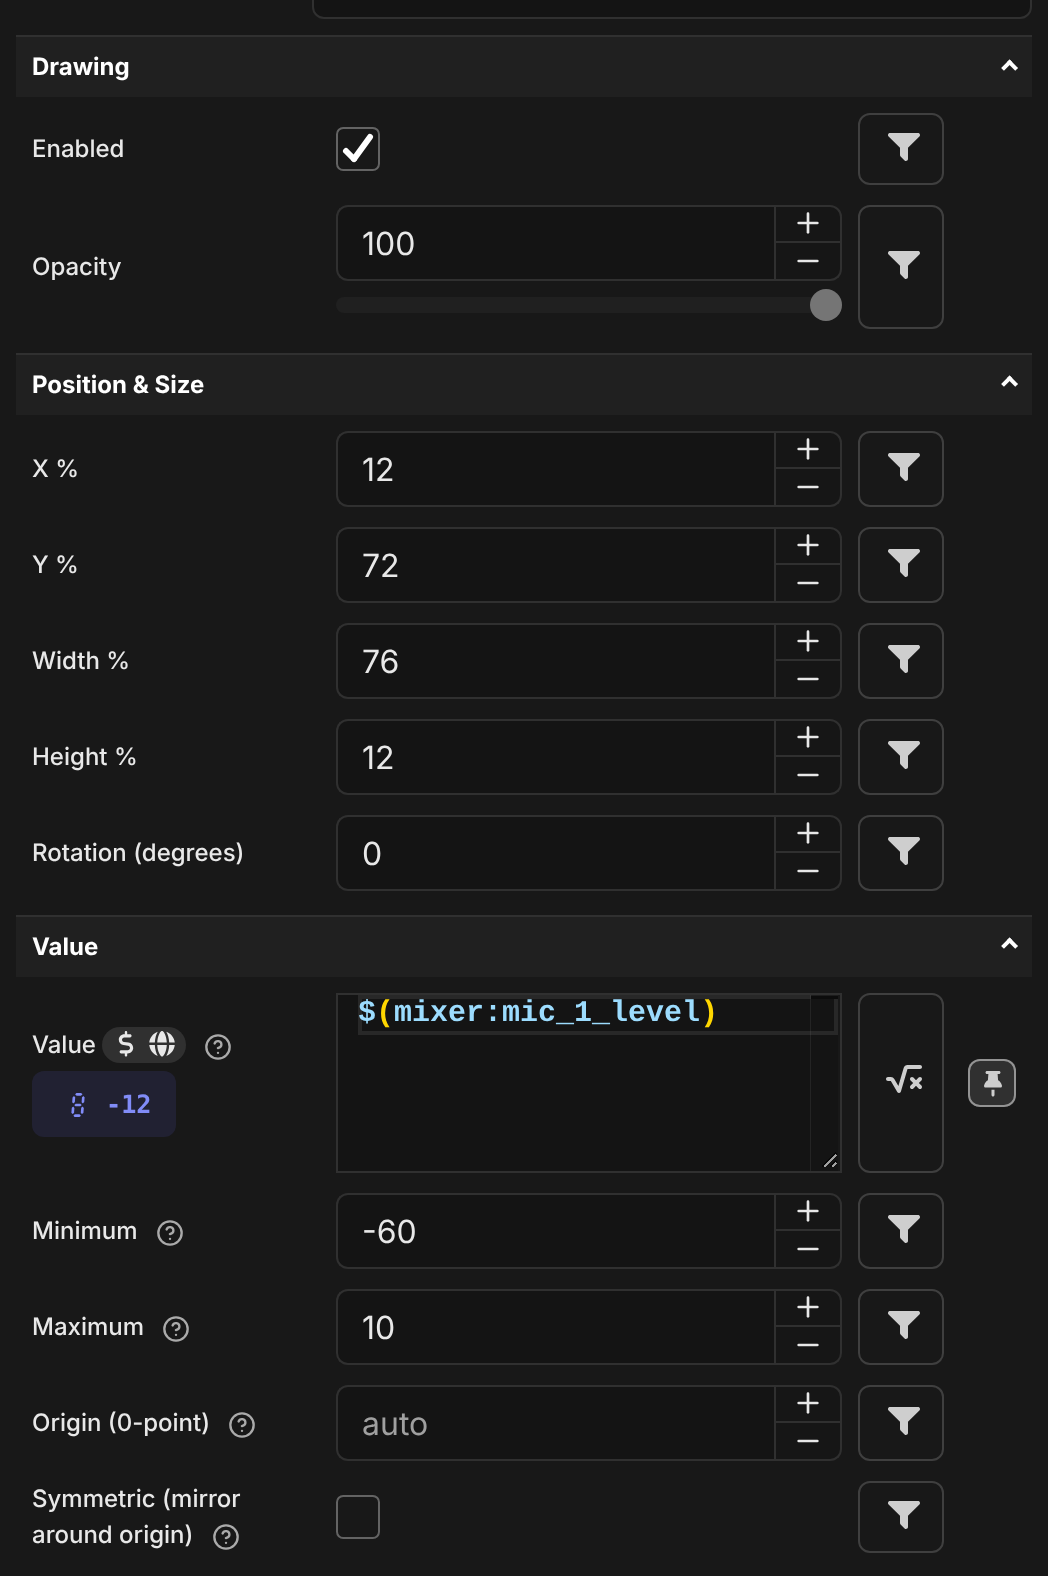 Drawing
Enabled
Opacity
100
Position & Size
X %
12
Y %
72
Width %
76
Height %
12
Rotation (degrees)
0
Value
Value $
-12
$(mixer:mic_1_level)
√x
Minimum
-60
Maximum
10
Origin (0-point)
auto
Symmetric (mirror
around origin)